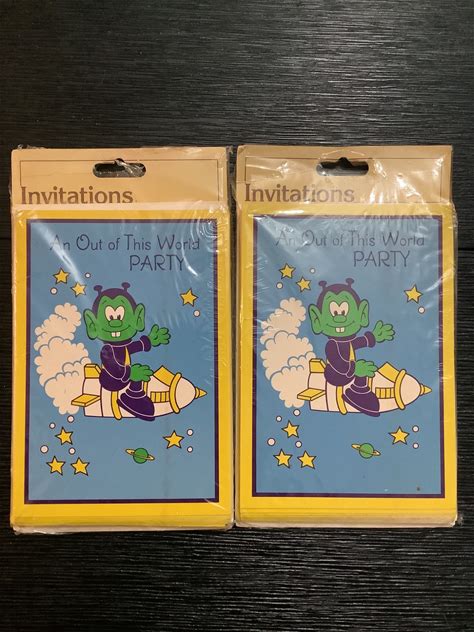 Invitations
An Out of This World
PARTY
Invitations
An Out of This World
PARTY